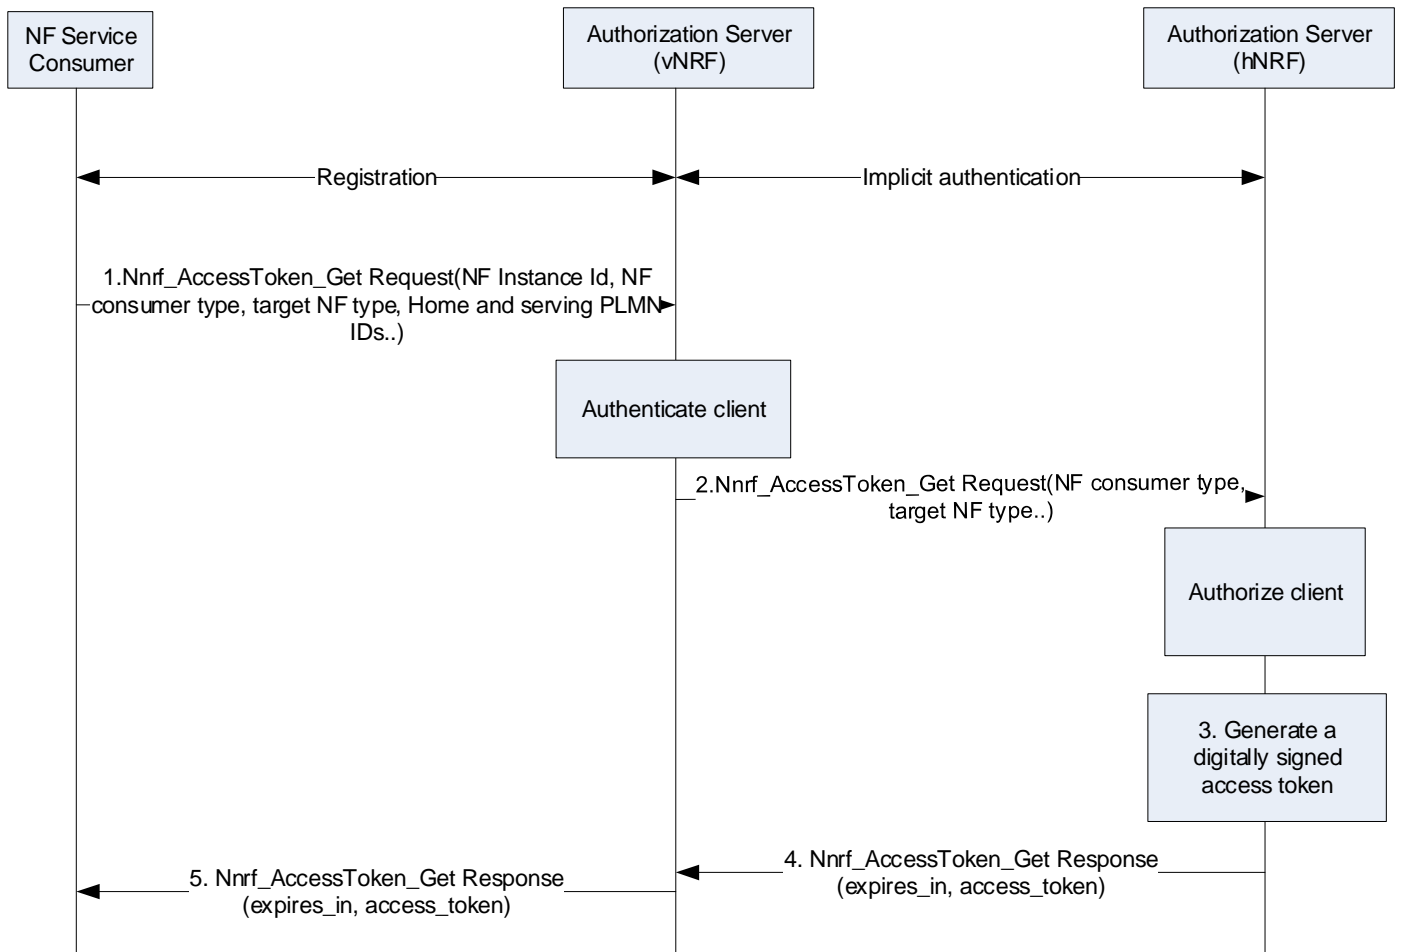 NF Service
Consumer
Authorization Server
(vNRF)
Authorization Server
(hNRF)
Registration
Implicit authentication
1.Nnrf_AccessToken_Get Request(NF Instance Id, NF
consumer type, target NF type, Home and serving PLMN
IDs..)
Authenticate client
2.Nnrf_AccessToken_Get Request(NF consumer type,
target NF type..)
Authorize client
3. Generate a
digitally signed
access token
4. Nnrf_AccessToken_Get Response
(expires_in, access_token)
5. Nnrf_AccessToken_Get Response
(expires_in, access_token)